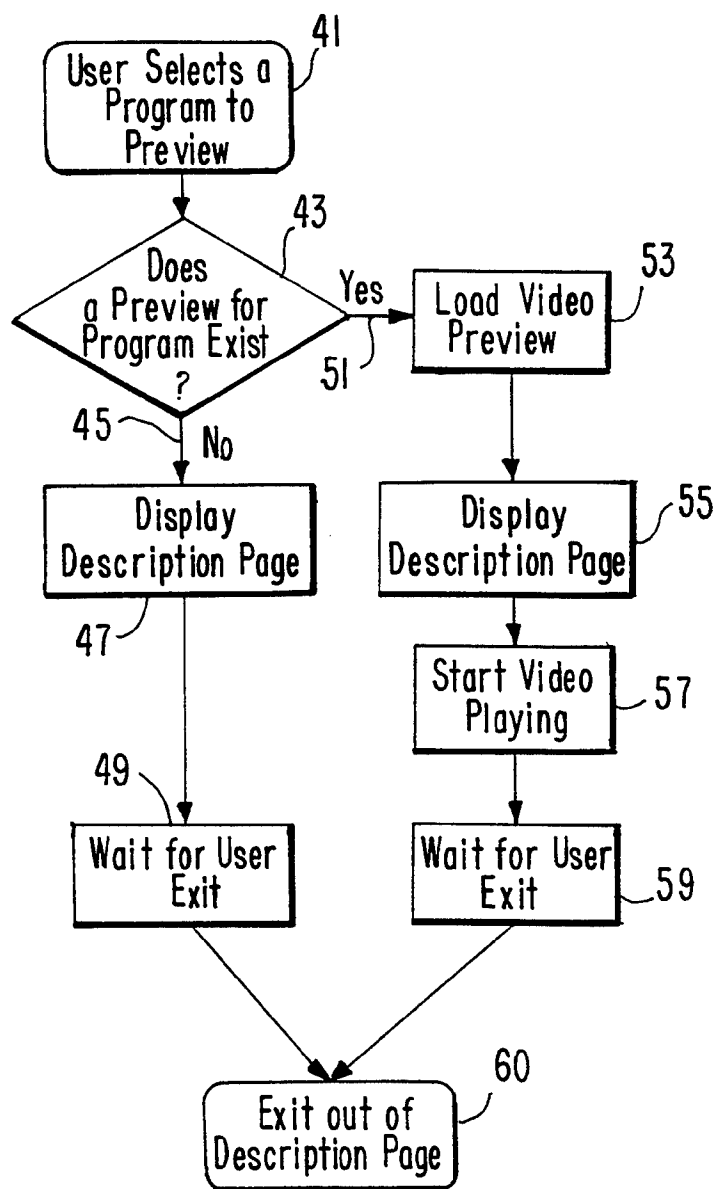 41
User Selects a
Program to
Preview
43
Does
a Preview for
Program Exist
?
Yes
51
53
Load Video
Preview
45
No
Display
Description Page
47
Display
Description Page
55
Start Video
Playing
57
49
Wait for User
Exit
Wait for User
Exit
59
60
Exit out of
Description Page